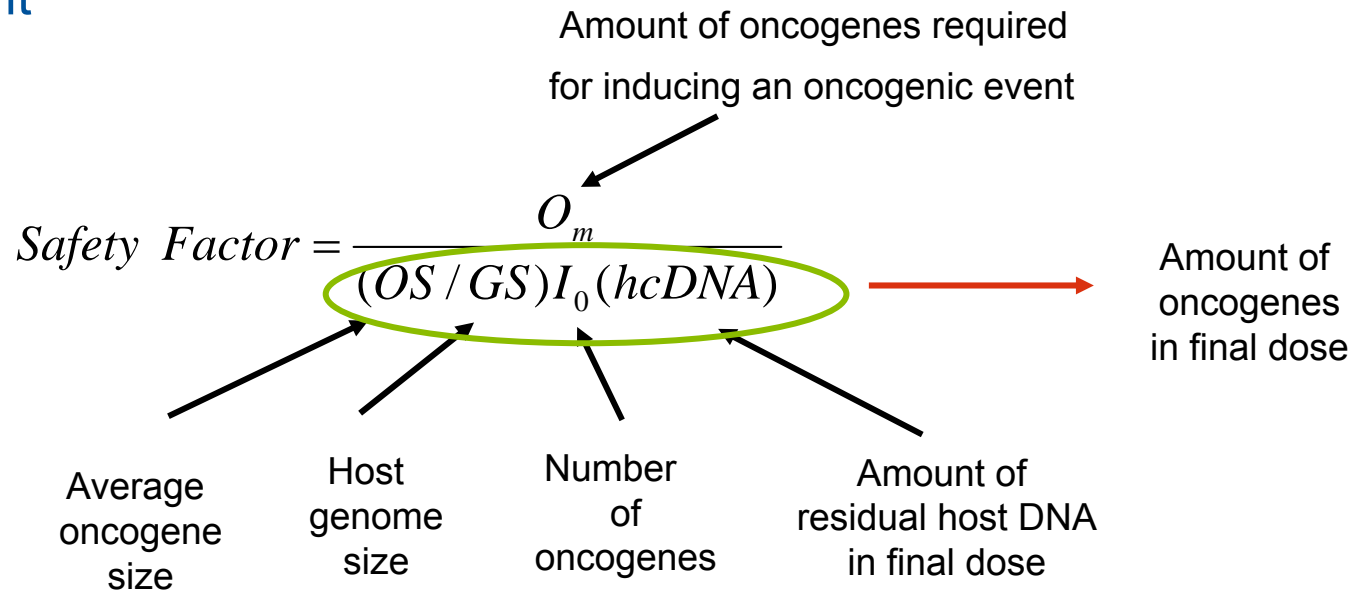 nt
Amount of oncogenes required
for inducing an oncogenic event
Safety Factor = O_m / (OS / GS)I_0(hcDNA)
Amount of
oncogenes
in final dose
Average
oncogene
size
Host
genome
size
Number
of
oncogenes
Amount of
residual host DNA
in final dose